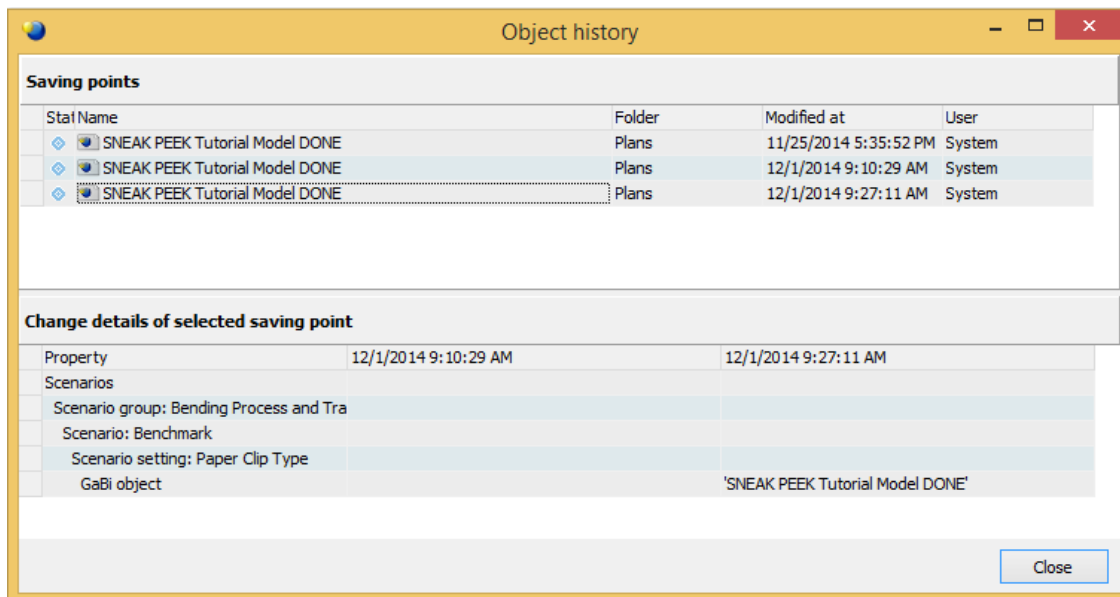 Object history
Saving points
Stat Name Folder Modified at User
SNEAK PEEK Tutorial Model DONE Plans 11/25/2014 5:35:52 PM System
SNEAK PEEK Tutorial Model DONE Plans 12/1/2014 9:10:29 AM System
SNEAK PEEK Tutorial Model DONE Plans 12/1/2014 9:27:11 AM System
Change details of selected saving point
Property 12/1/2014 9:10:29 AM 12/1/2014 9:27:11 AM
Scenarios
Scenario group: Bending Process and Tra
Scenario: Benchmark
Scenario setting: Paper Clip Type
GaBi object 'SNEAK PEEK Tutorial Model DONE'
Close